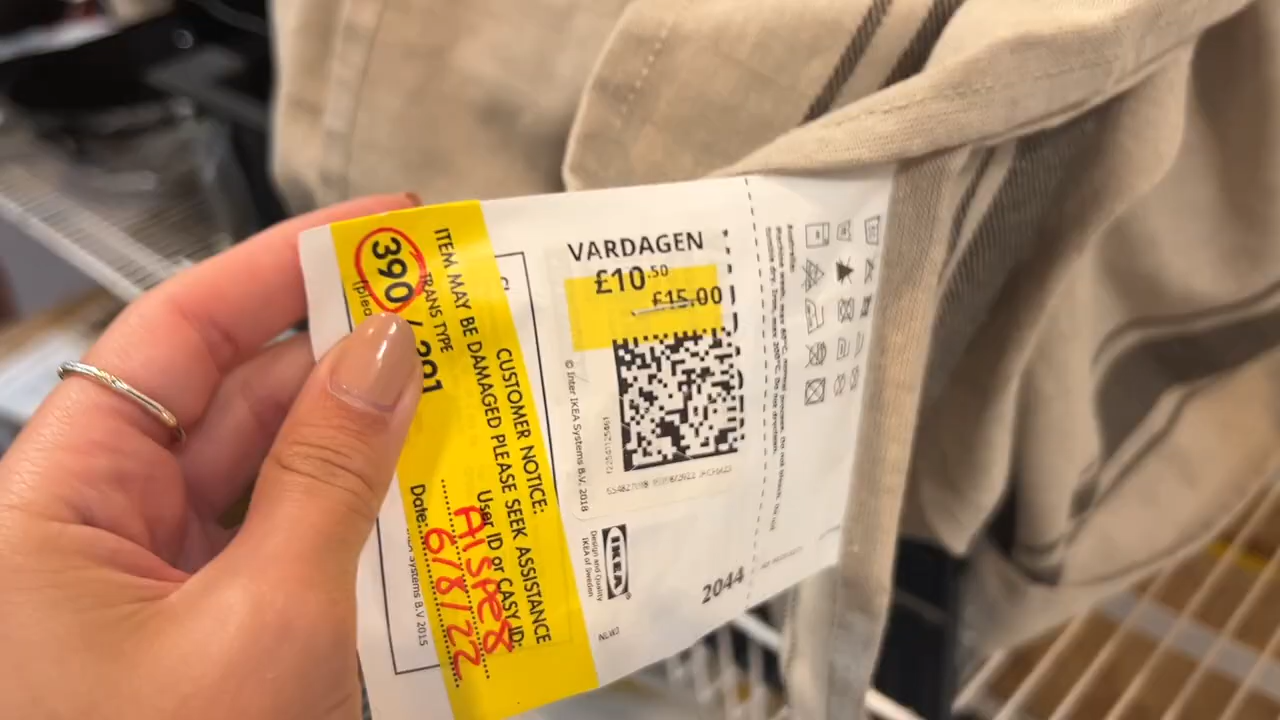 VARDAGEN
£10.50
£15.00
© Inter IKEA Systems B.V. 2018
IKEA®
Design and Quality
IKEA of Sweden
2044
CUSTOMER NOTICE:
ITEM MAY BE DAMAGED PLEASE SEEK ASSISTANCE
TRANS TYPE
390 / 391
User ID or CASY ID:
Date: 6/8/22
Systems B.V 2015
Australia: